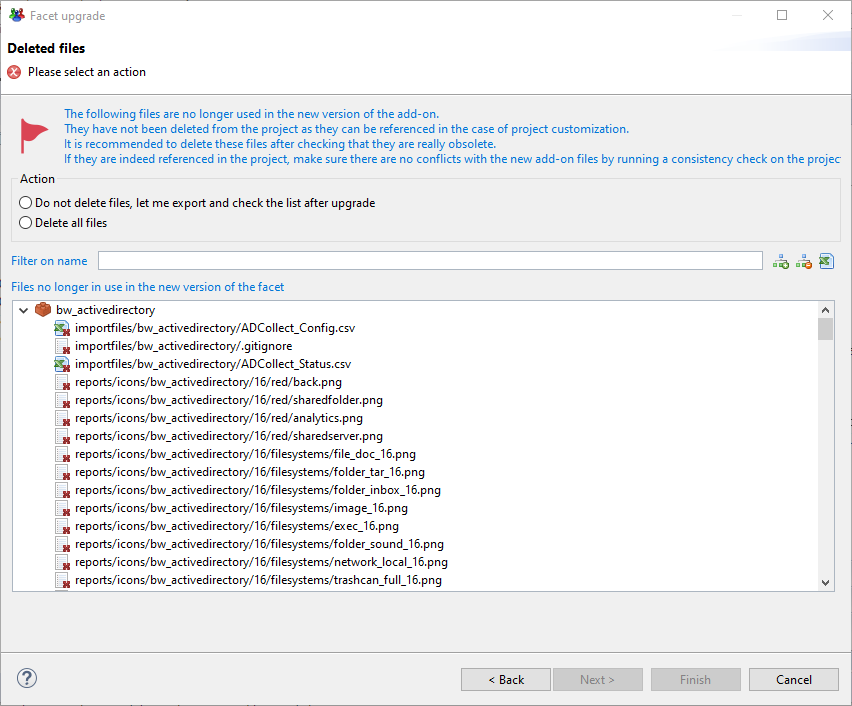 Facet upgrade
Deleted files
Please select an action
The following files are no longer used in the new version of the add-on.
They have not been deleted from the project as they can be referenced in the case of project customization.
It is recommended to delete these files after checking that they are really obsolete.
If they are indeed referenced in the project, make sure there are no conflicts with the new add-on files by running a consistency check on the projec
Action
Do not delete files, let me export and check the list after upgrade
Delete all files
Filter on name
Files no longer in use in the new version of the facet
bw_activedirectory
importfiles/bw_activedirectory/ADCollect_Config.csv
importfiles/bw_activedirectory/.gitignore
importfiles/bw_activedirectory/ADCollect_Status.csv
reports/icons/bw_activedirectory/16/red/back.png
reports/icons/bw_activedirectory/16/red/sharedfolder.png
reports/icons/bw_activedirectory/16/red/analytics.png
reports/icons/bw_activedirectory/16/red/sharedserver.png
reports/icons/bw_activedirectory/16/filesystems/file_doc_16.png
reports/icons/bw_activedirectory/16/filesystems/folder_tar_16.png
reports/icons/bw_activedirectory/16/filesystems/folder_inbox_16.png
reports/icons/bw_activedirectory/16/filesystems/image_16.png
reports/icons/bw_activedirectory/16/filesystems/exec_16.png
reports/icons/bw_activedirectory/16/filesystems/folder_sound_16.png
reports/icons/bw_activedirectory/16/filesystems/network_local_16.png
reports/icons/bw_activedirectory/16/filesystems/trashcan_full_16.png
?
< Back
Next >
Finish
Cancel